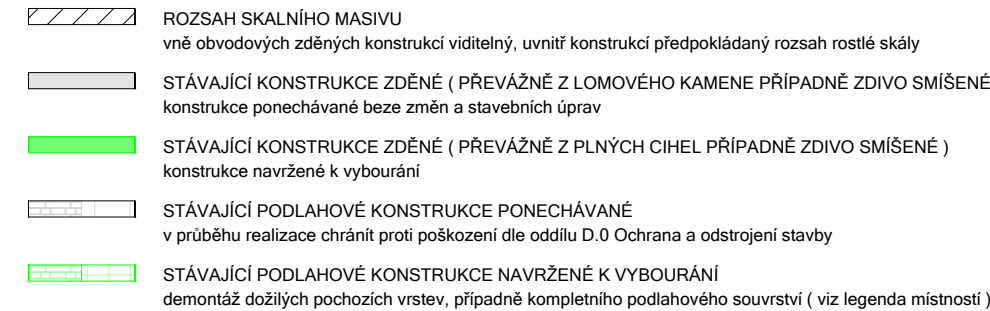 ROZSAH SKALNÍHO MASIVU
vně obvodových zděných konstrukcí viditelný, uvnitř konstrukcí předpokládaný rozsah rostlé skály
STÁVAJÍCÍ KONSTRUKCE ZDĚNÉ ( PŘEVÁŽNĚ Z LOMOVÉHO KAMENE PŘÍPADNĚ ZDIVO SMÍŠENÉ
konstrukce ponechávané beze změn a stavebních úprav
STÁVAJÍCÍ KONSTRUKCE ZDĚNÉ ( PŘEVÁŽNĚ Z PLNÝCH CIHEL PŘÍPADNĚ ZDIVO SMÍŠENÉ )
konstrukce navržené k vybourání
STÁVAJÍCÍ PODLAHOVÉ KONSTRUKCE PONECHÁVANÉ
v průběhu realizace chránít proti poškození dle oddílu D.0 Ochrana a odstrojení stavby
STÁVAJÍCÍ PODLAHOVÉ KONSTRUKCE NAVRŽENÉ K VYBOURÁNÍ
demontáž dožilých pochozích vrstev, případně kompletního podlahového souvrství ( viz legenda místností )